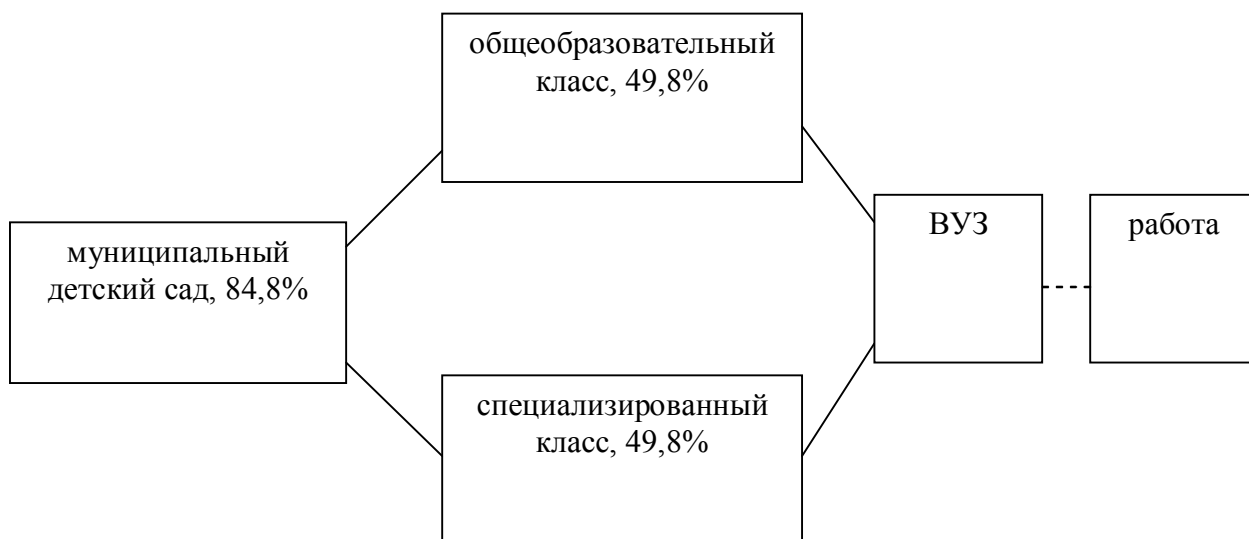 общеобразовательный
класс, 49,8%
муниципальный
детский сад, 84,8%
ВУЗ
работа
специализированный
класс, 49,8%